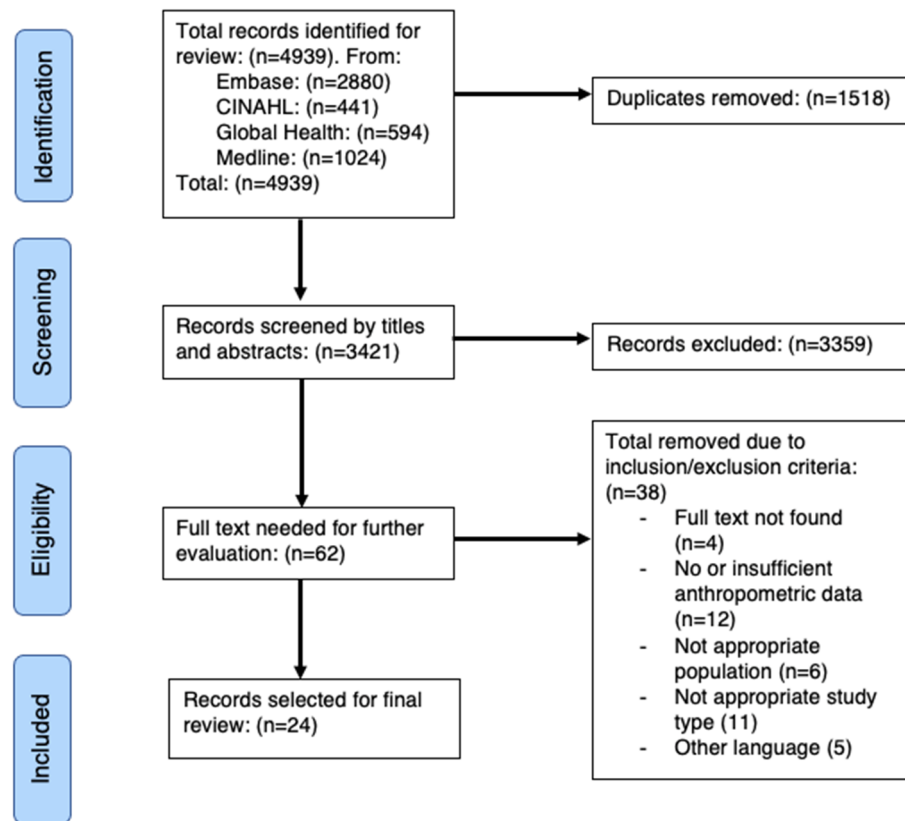 Identification
Total records identified for
review: (n=4939). From:
Embase: (n=2880)
CINAHL: (n=441)
Global Health: (n=594)
Medline: (n=1024)
Total: (n=4939)
Duplicates removed: (n=1518)
Screening
Records screened by titles
and abstracts: (n=3421)
Records excluded: (n=3359)
Eligibility
Full text needed for further
evaluation: (n=62)
Total removed due to
inclusion/exclusion criteria:
(n=38)
- Full text not found
(n=4)
- No or insufficient
anthropometric data
(n=12)
- Not appropriate
population (n=6)
- Not appropriate study
type (11)
- Other language (5)
Included
Records selected for final
review: (n=24)